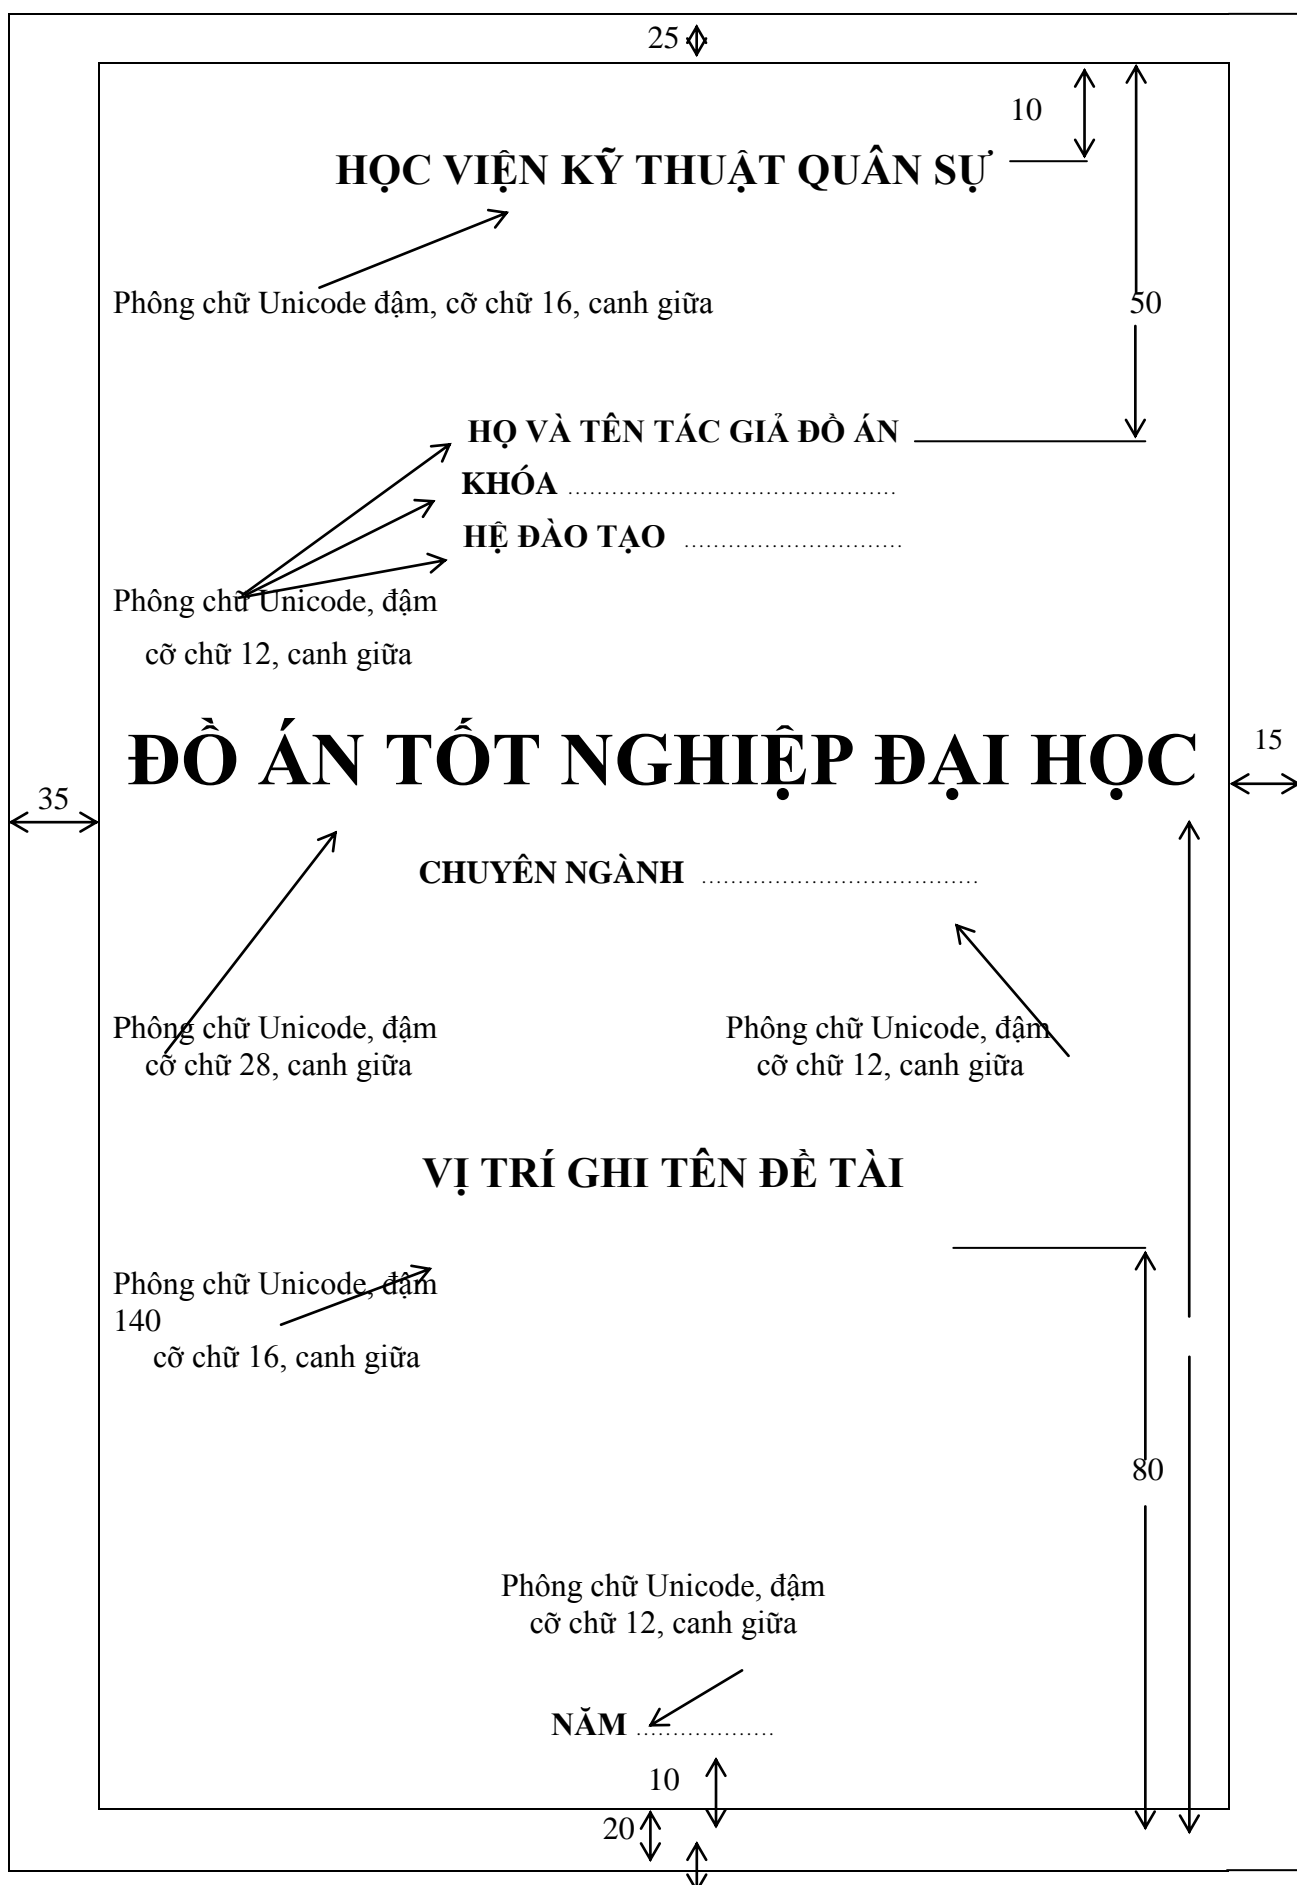 25
10
HỌC VIỆN KỸ THUẬT QUÂN SỰ
Phông chữ Unicode đậm, cỡ chữ 16, canh giữa
50
HỌ VÀ TÊN TÁC GIẢ ĐỒ ÁN
KHÓA .............................................
HỆ ĐÀO TẠO ..............................
Phông chữ Unicode, đậm
cỡ chữ 12, canh giữa
ĐỒ ÁN TỐT NGHIỆP ĐẠI HỌC
15
35
CHUYÊN NGÀNH ......................................
Phông chữ Unicode, đậm
cỡ chữ 28, canh giữa
Phông chữ Unicode, đậm
cỡ chữ 12, canh giữa
VỊ TRÍ GHI TÊN ĐỀ TÀI
Phông chữ Unicode, đậm
140
cỡ chữ 16, canh giữa
80
Phông chữ Unicode, đậm
cỡ chữ 12, canh giữa
NĂM ...................
10
20